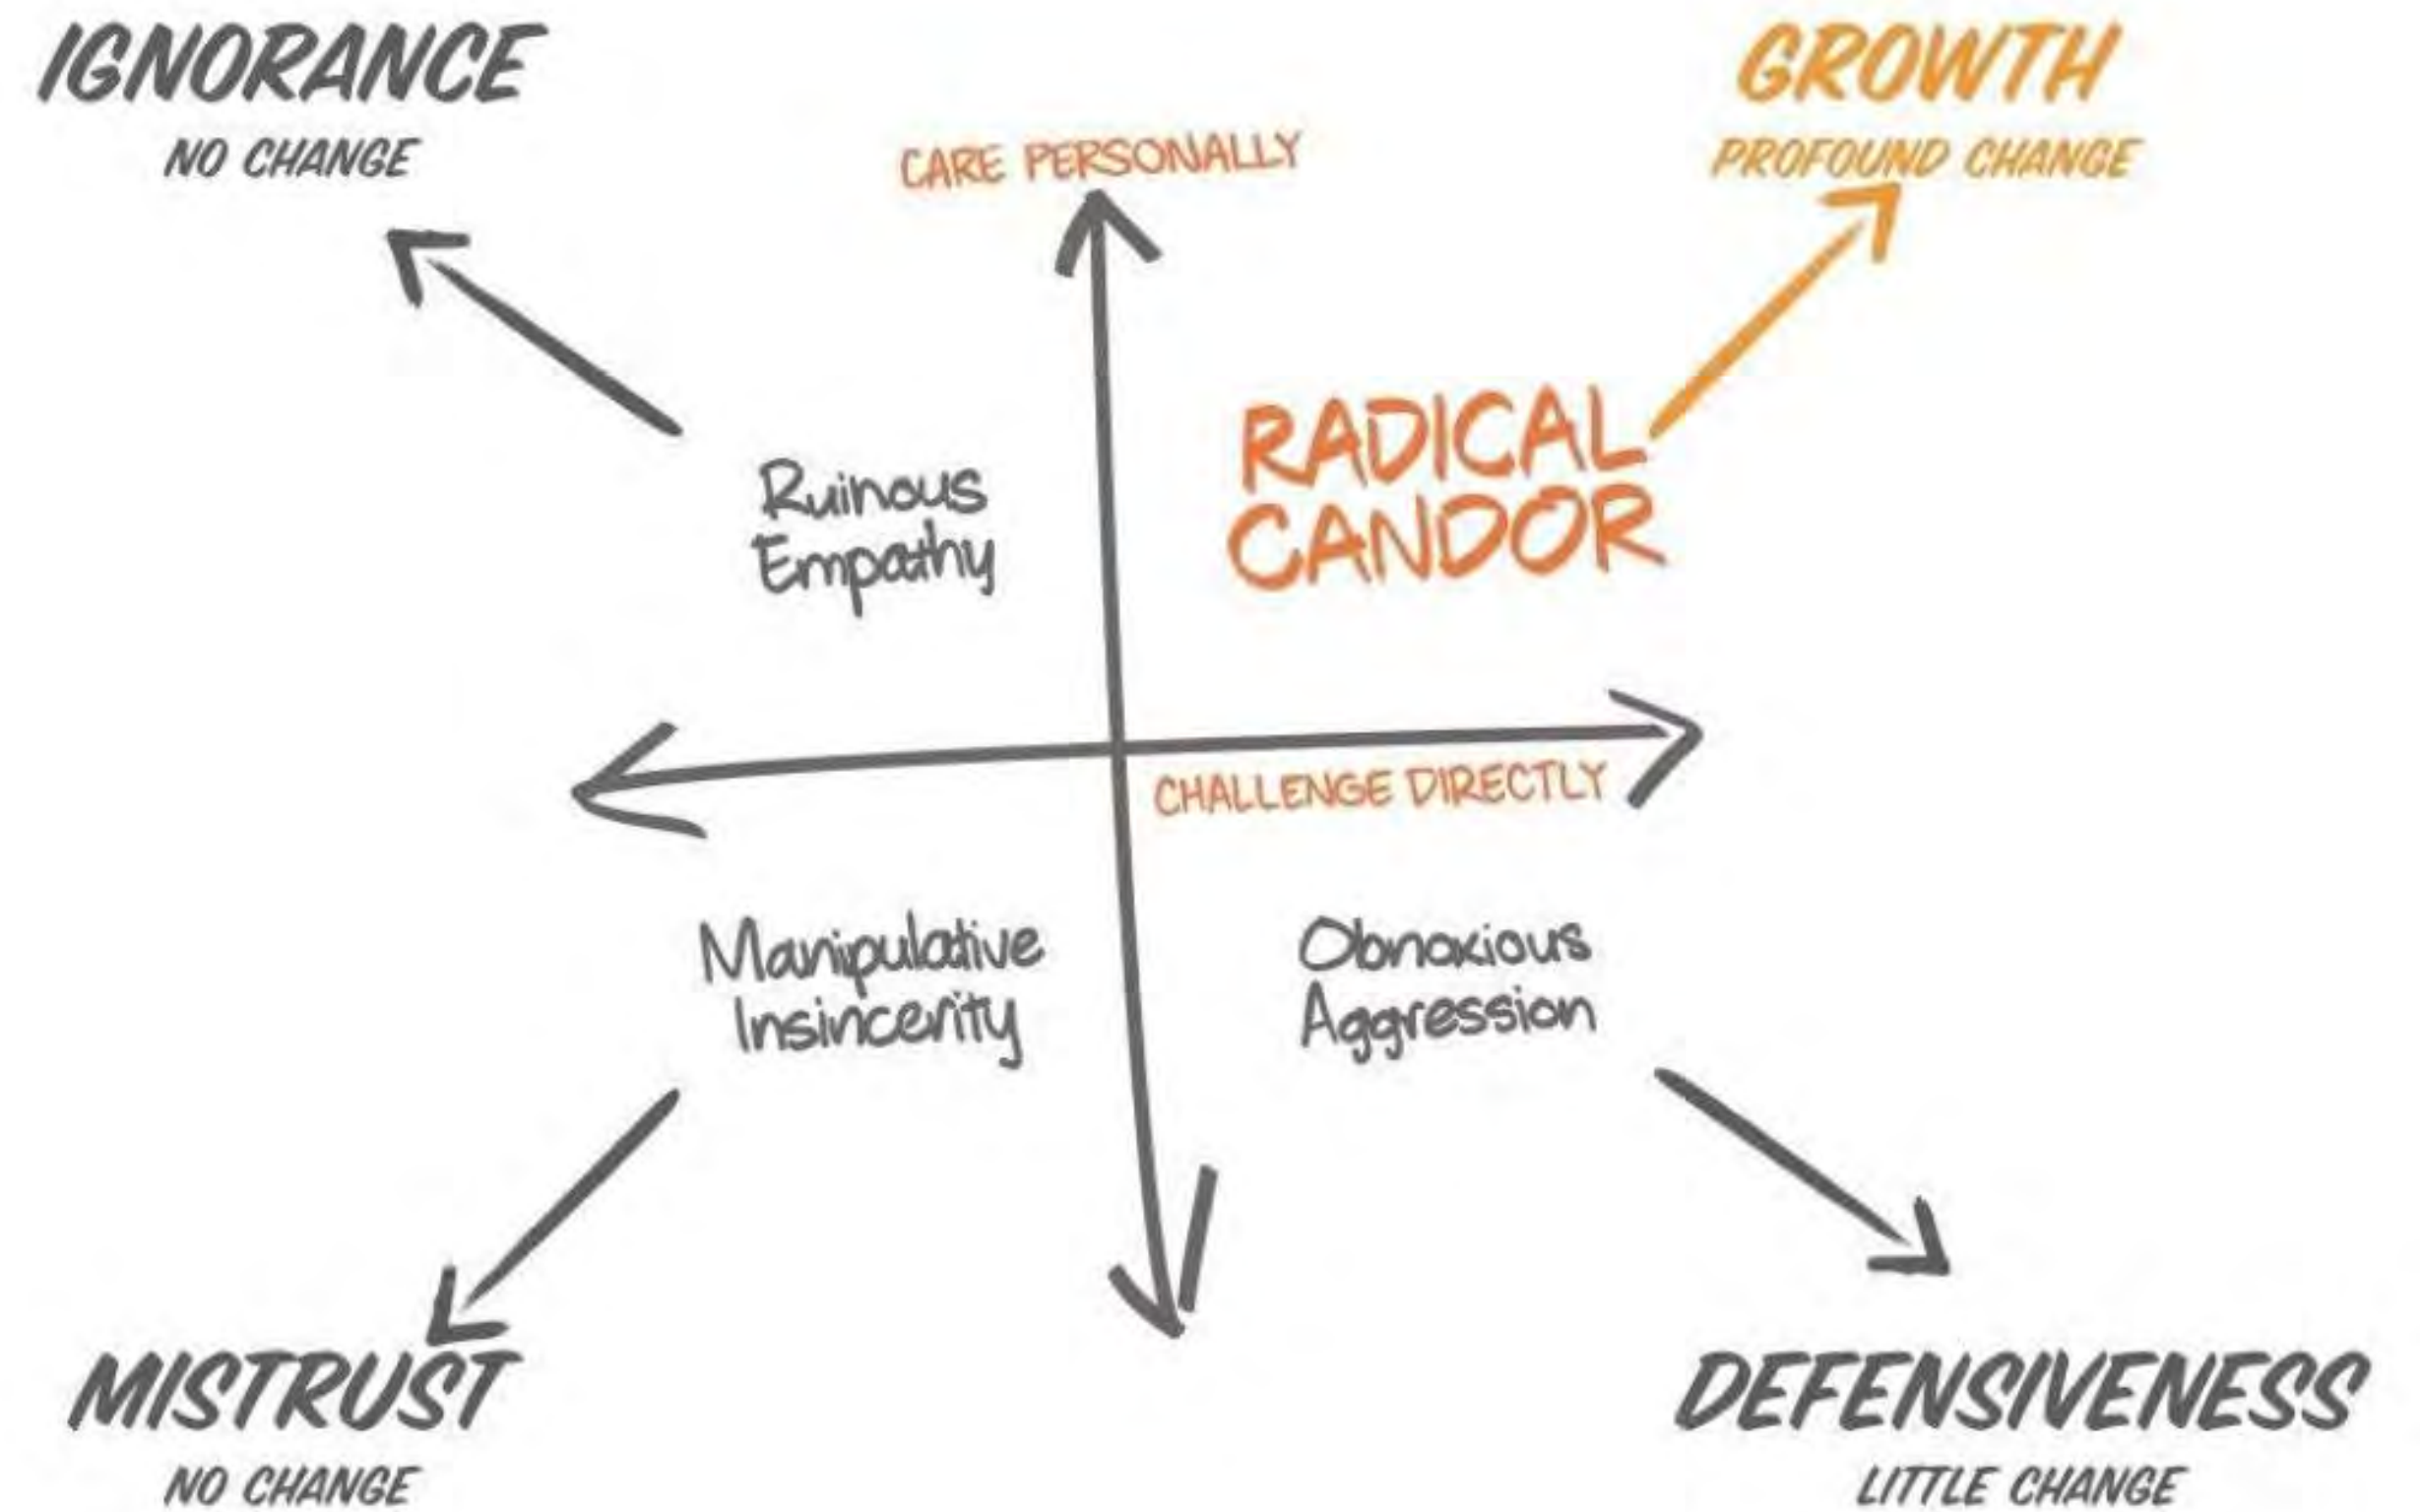 IGNORANCE
NO CHANGE
GROWTH
PROFOUND CHANGE
CARE PERSONALLY
Ruinous
Empathy
RADICAL
CANDOR
CHALLENGE DIRECTLY
Manipulative
Insincerity
Obnoxious
Aggression
MISTRUST
NO CHANGE
DEFENSIVENESS
LITTLE CHANGE